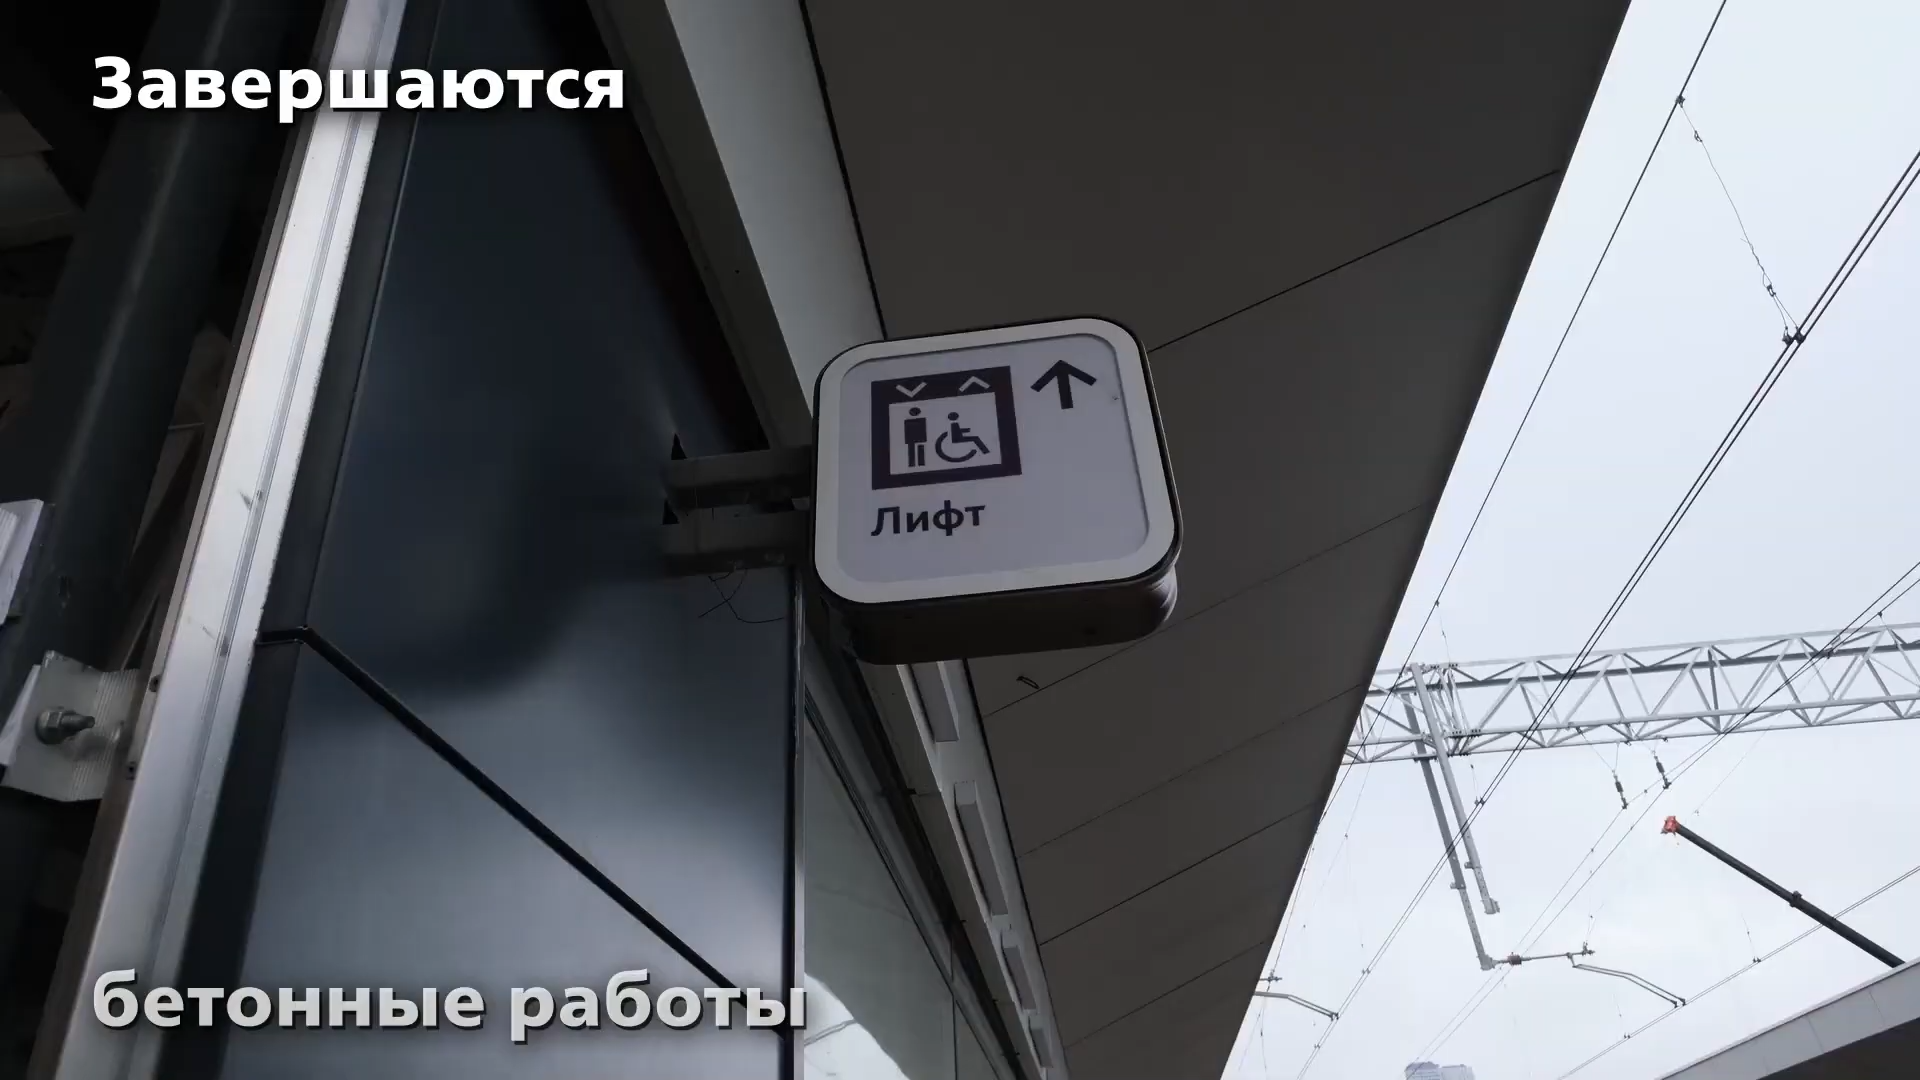 Завершаются
Лифт
бетонные работы